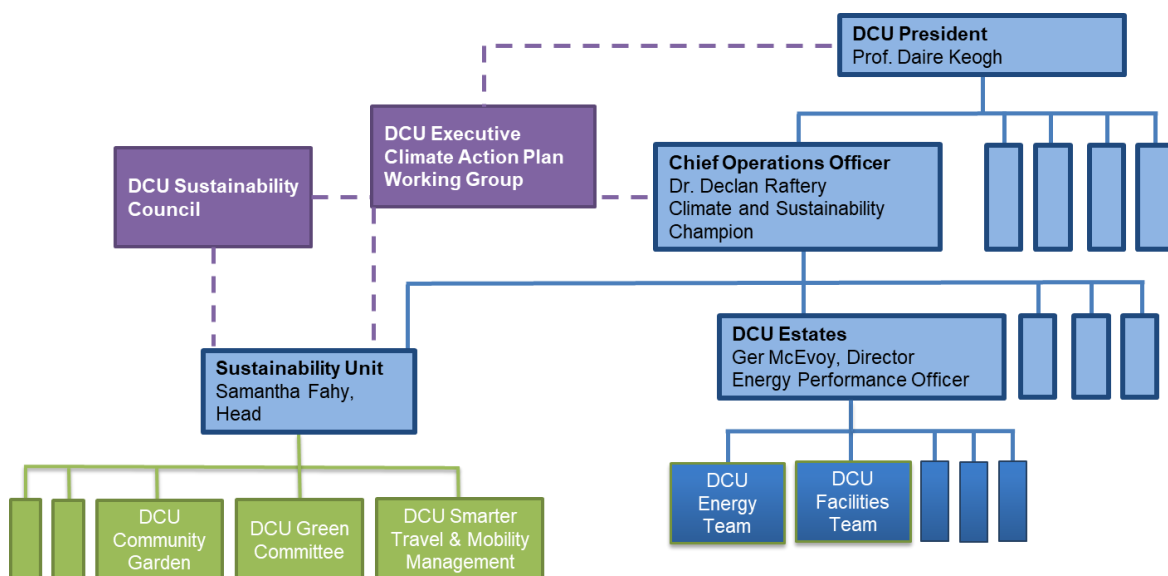 DCU President
Prof. Daire Keogh
DCU Executive
Climate Action Plan
Working Group
DCU Sustainability
Council
Chief Operations Officer
Dr. Declan Raftery
Climate and Sustainability
Champion
Sustainability Unit
Samantha Fahy,
Head
DCU Estates
Ger McEvoy, Director
Energy Performance Officer
DCU
Community
Garden
DCU Green
Committee
DCU Smarter
Travel & Mobility
Management
DCU
Energy
Team
DCU
Facilities
Team